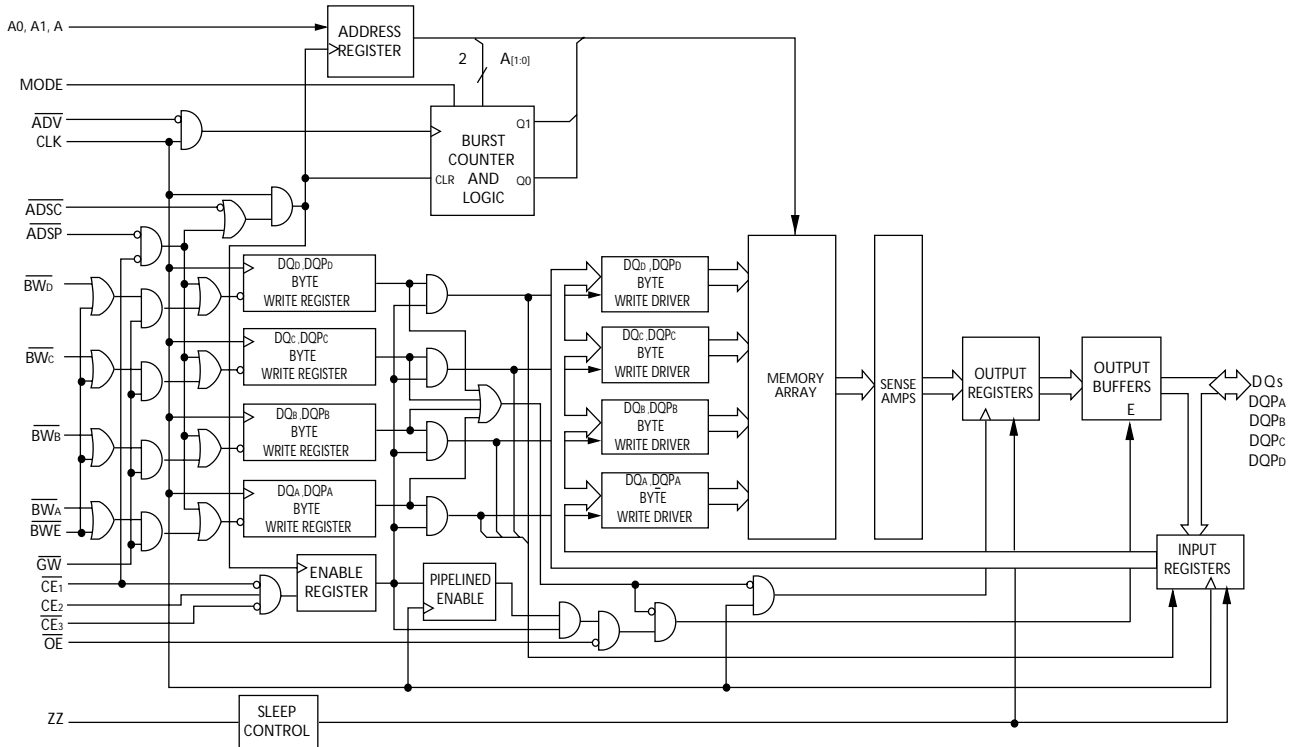 A0, A1, A
ADDRESS
REGISTER
2
A[1:0]
MODE
ADV
CLK
Q1
BURST
COUNTER
AND
LOGIC
CLR
Q0
ADSC
ADSP
BWD
DQD ,DQPD
BYTE
WRITE REGISTER
DQD ,DQPD
BYTE
WRITE DRIVER
BWC
DQC ,DQPC
BYTE
WRITE REGISTER
DQC ,DQPC
BYTE
WRITE DRIVER
MEMORY
ARRAY
SENSE
AMPS
OUTPUT
REGISTERS
OUTPUT
BUFFERS
E
DQs
DQPA
DQPB
DQPC
DQPD
BWB
DQB ,DQPB
BYTE
WRITE REGISTER
DQB ,DQPB
BYTE
WRITE DRIVER
BWA
BWE
DQA ,DQPA
BYTE
WRITE REGISTER
DQA ,DQPA
BYTE
WRITE DRIVER
GW
CE1
CE2
CE3
OE
ENABLE
REGISTER
PIPELINED
ENABLE
INPUT
REGISTERS
ZZ
SLEEP
CONTROL